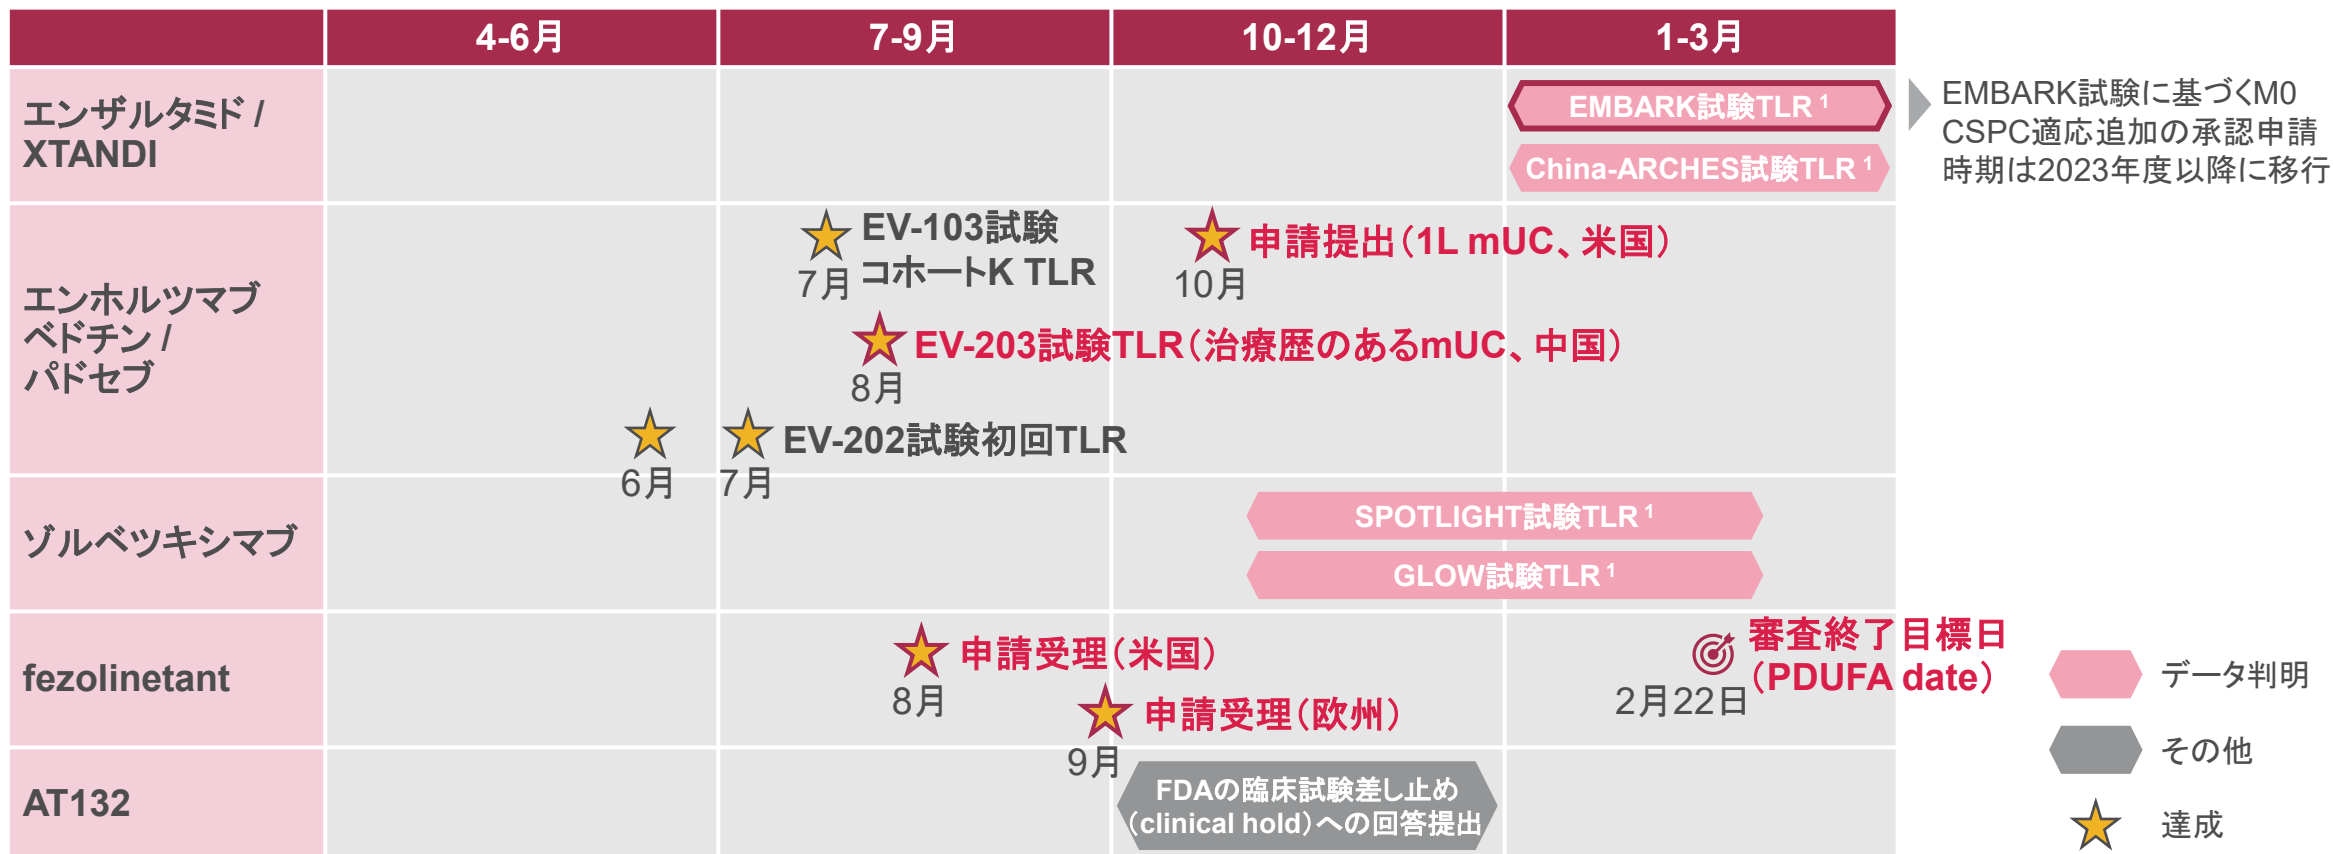 4-6月
7-9月
10-12月
1-3月
エンザルタミド /
XTANDI
EMBARK試験TLR 1
China-ARCHES試験TLR 1
EMBARK試験に基づくM0
CSPC適応追加の承認申請
時期は2023年度以降に移行
エンホルツマブ
ベドチン /
パドセブ
EV-103試験
コホートK TLR
7月
申請提出（1L mUC、米国）
10月
EV-203試験TLR（治療歴のあるmUC、中国）
8月
EV-202試験初回TLR
6月
7月
ゾルベツキシマブ
SPOTLIGHT試験TLR 1
GLOW試験TLR 1
fezolinetant
申請受理（米国）
8月
申請受理（欧州）
9月
審査終了目標日
（PDUFA date）
2月22日
AT132
FDAの臨床試験差し止め
（clinical hold）への回答提出
データ判明
その他
達成